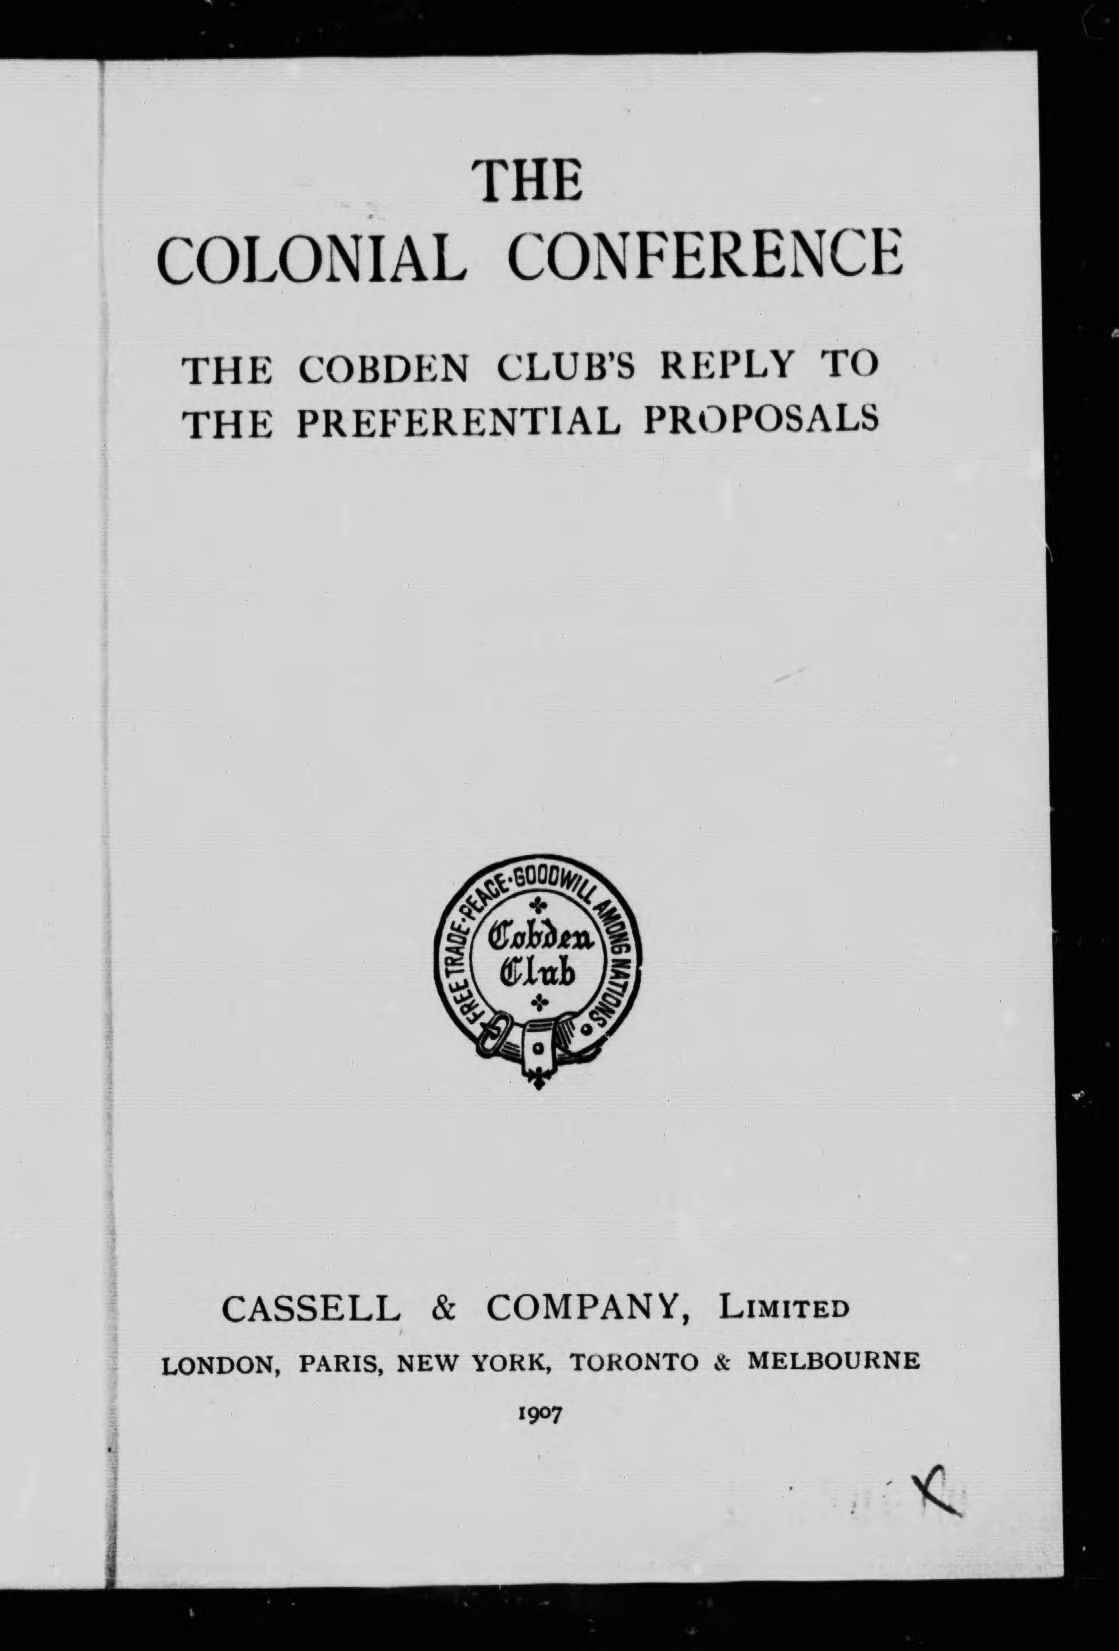 THE
COLONIAL CONFERENCE
THE COBDEN CLUB'S REPLY TO
THE PREFERENTIAL PROPOSALS
FREE TRADE · PEACE · GOODWILL AMONG NATIONS ·
Cobden
Club
CASSELL & COMPANY, LIMITED
LONDON, PARIS, NEW YORK, TORONTO & MELBOURNE
1907